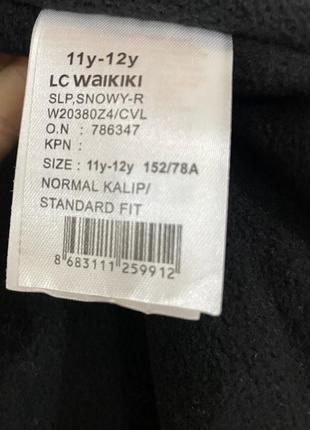 11y-12y
LC WAIKIKI
SLP,SNOWY-R
W20380Z4/CVL
O.N : 786347
KPN :
SIZE : 11y-12y 152/78A
NORMAL KALIP/
STANDARD FIT
8 683111 259912